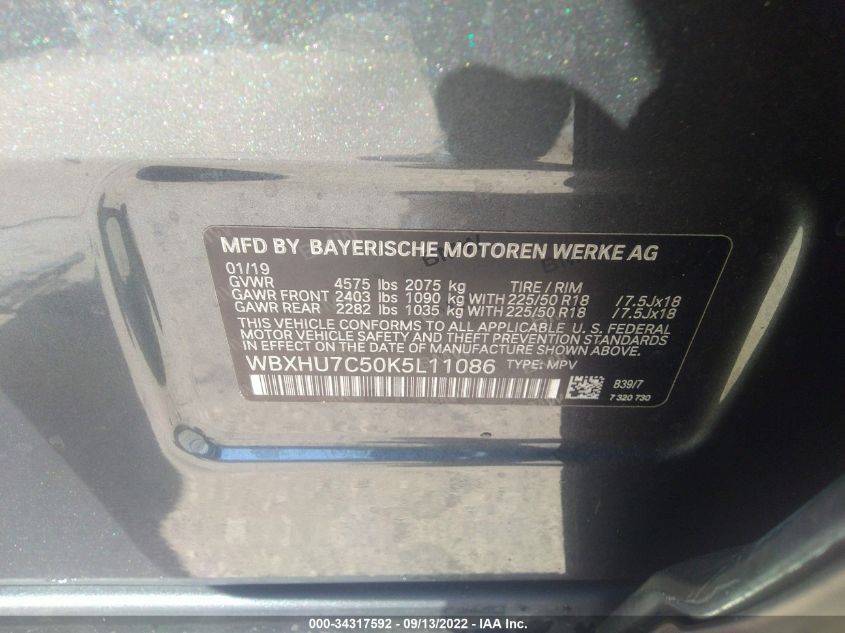 MFD BY BAYERISCHE MOTOREN WERKE AG
01/19
GVWR 4575 lbs 2075 kg TIRE / RIM
GAWR FRONT 2403 lbs 1090 kg WITH 225/50 R18 / 7.5Jx18
GAWR REAR 2282 lbs 1035 kg WITH 225/50 R18 / 7.5Jx18
THIS VEHICLE CONFORMS TO ALL APPLICABLE U. S. FEDERAL
MOTOR VEHICLE SAFETY AND THEFT PREVENTION STANDARDS
IN EFFECT ON THE DATE OF MANUFACTURE SHOWN ABOVE.
WBXHU7C50K5L11086 TYPE: MPV
B39/7
7 320 730
000-34317592 - 09/13/2022 - IAA Inc.